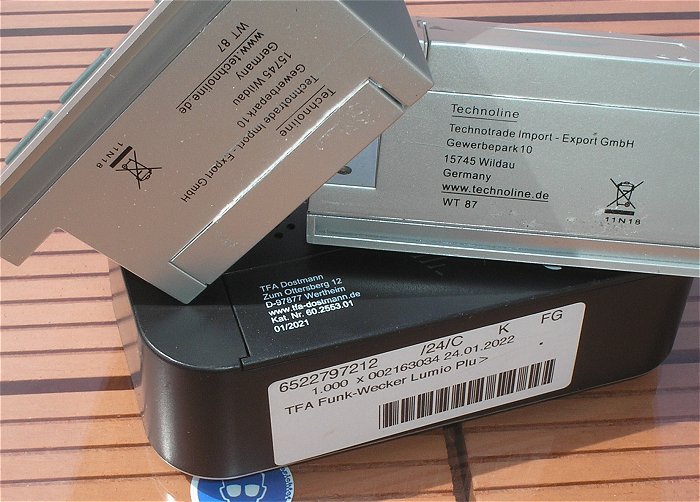 Technoline
Technotrade Import - Export GmbH
Gewerbepark 10
15745 Wildau
Germany
www.technoline.de
WT 87
11N18
Technoline
Technotrade Import - Export GmbH
Gewerbepark 10
15745 Wildau
Germany
www.technoline.de
WT 87
11N18
TFA Dostmann
Zum Ottersberg 12
D-97877 Wertheim
www.tfa-dostmann.de
Kat. Nr. 60.2553.01
01/2021
6522797212 /24/C K FG
1.000 x 002163034 24.01.2022
TFA Funk-Wecker Lumio Plu >